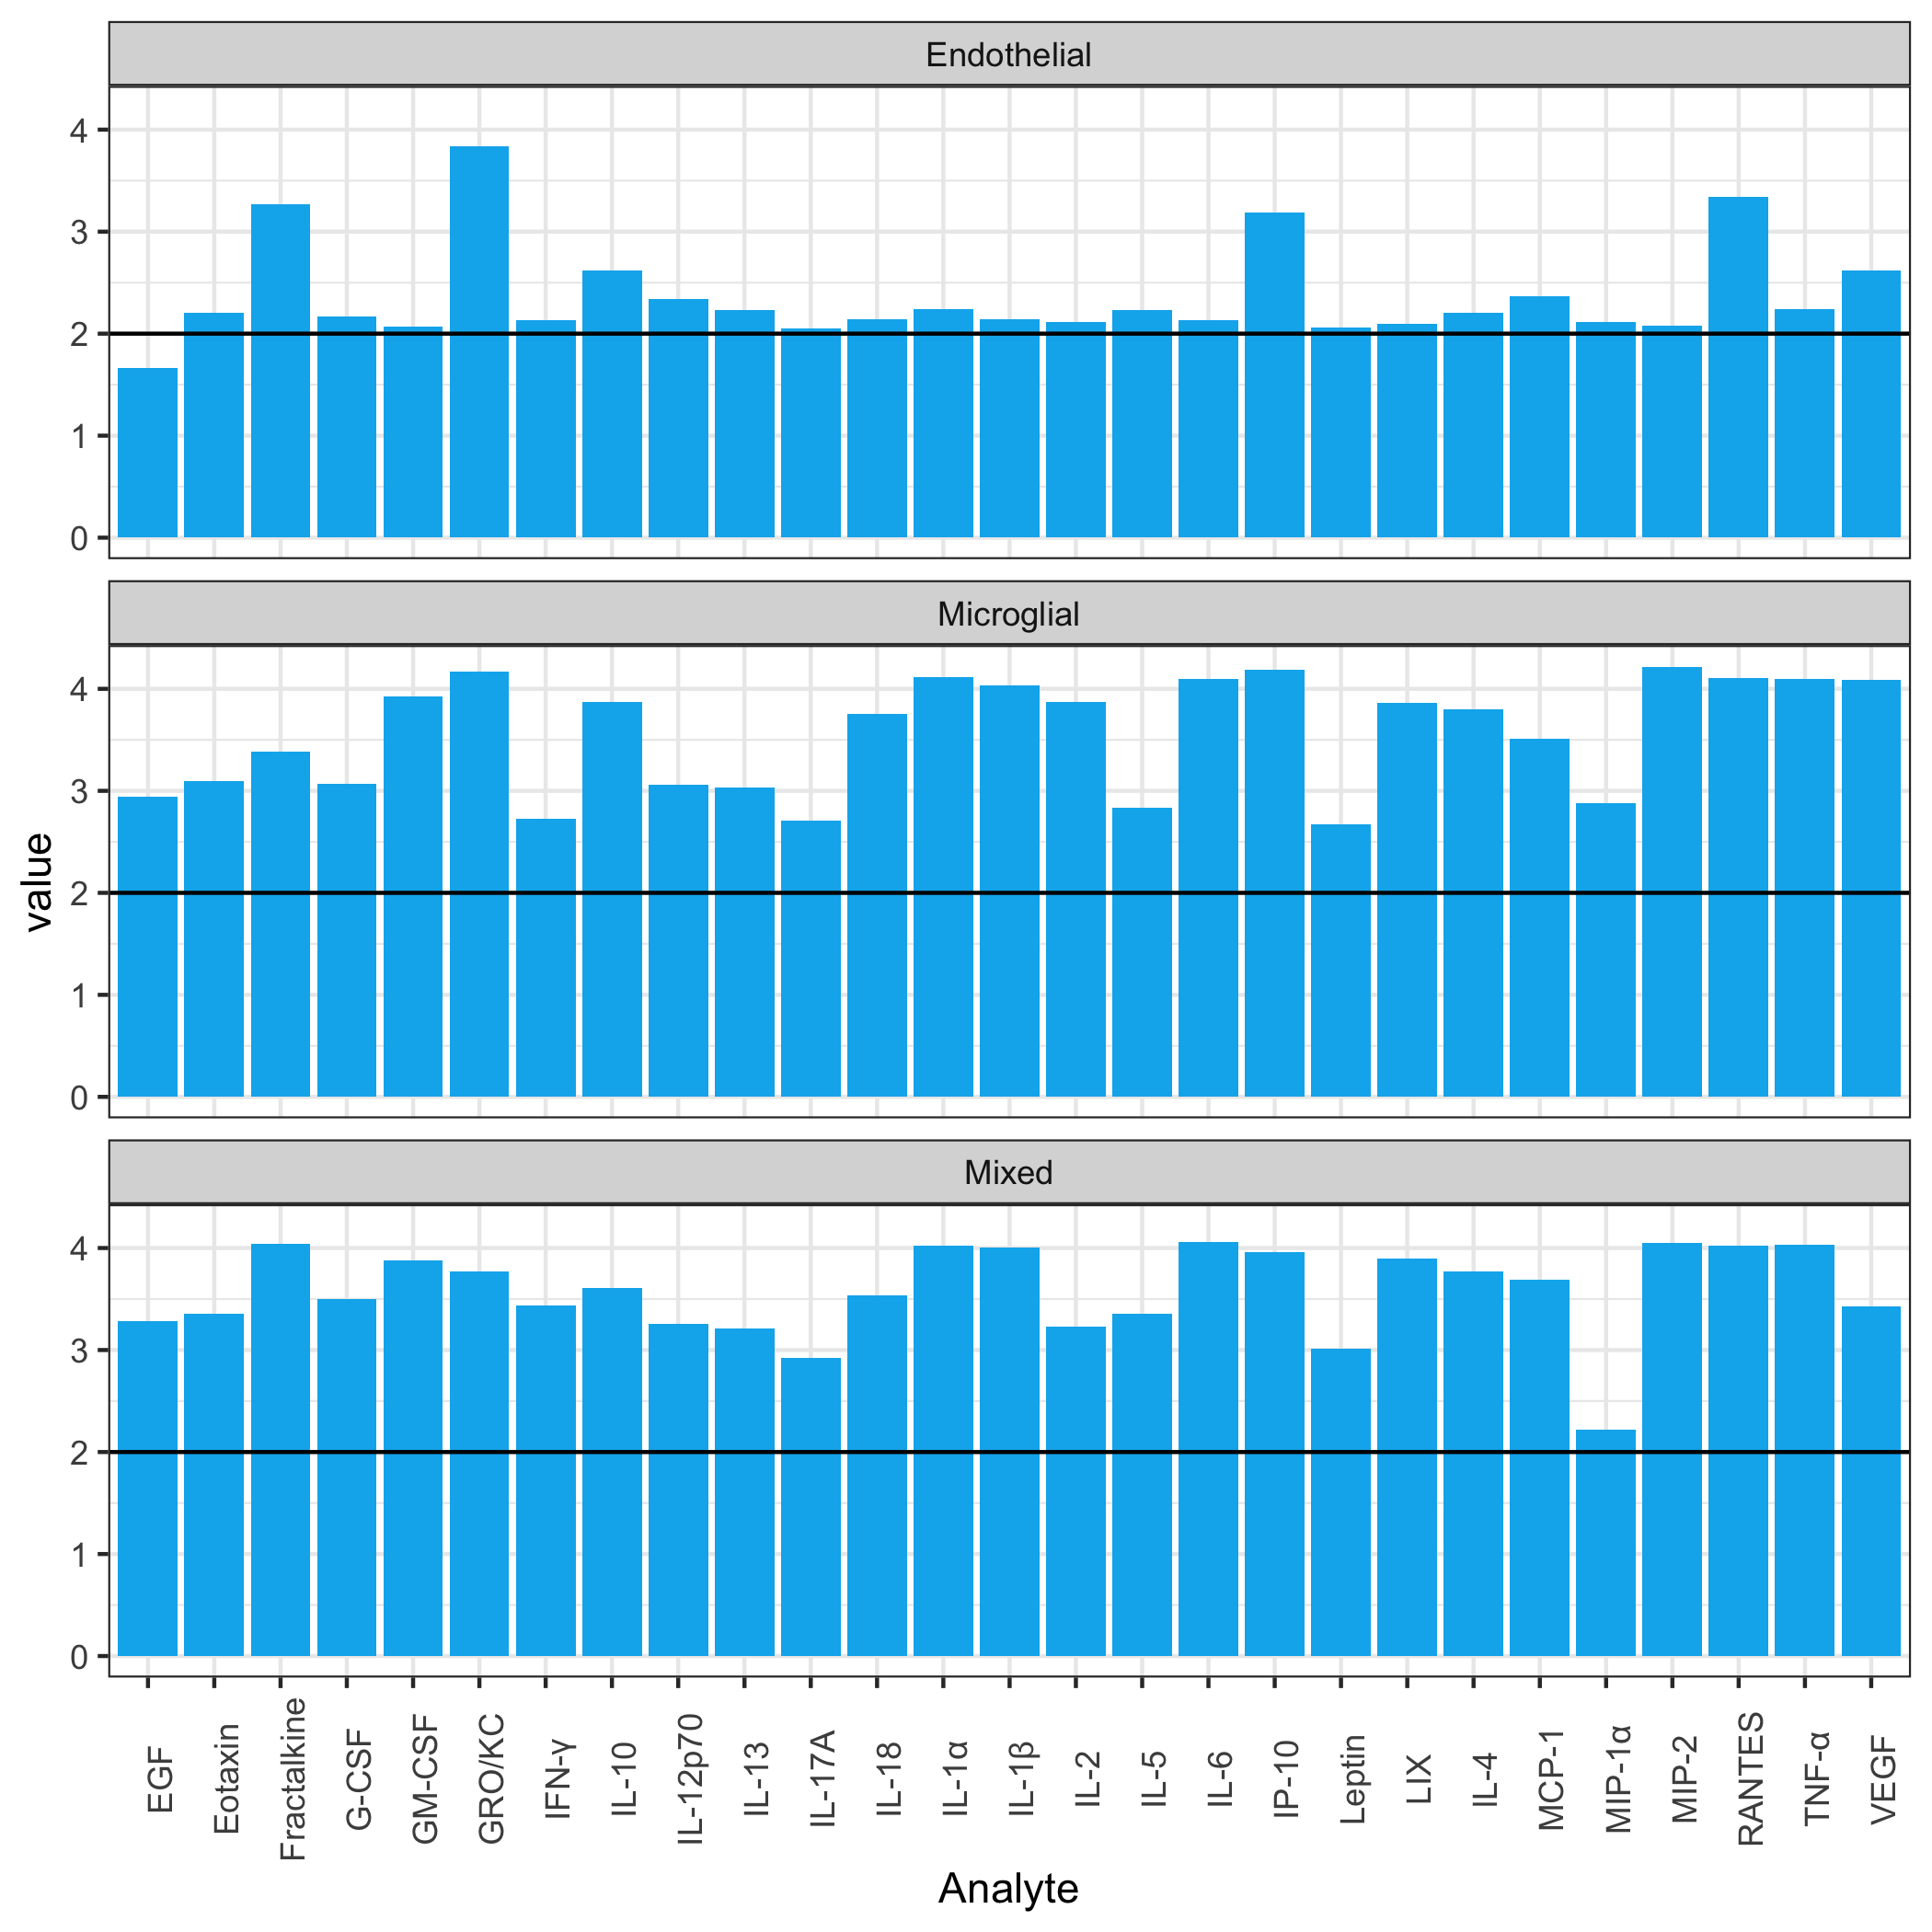 Endothelial
4
3
2
1
0
Microglial
4
3
2
1
0
value
Mixed
4
3
2
1
0
EGF
Eotaxin
Fractalkine
G-CSF
GM-CSF
GRO/KC
IFN-γ
IL-10
IL-12p70
IL-13
IL-17A
IL-18
IL-1α
IL-1β
IL-2
IL-5
IL-6
IP-10
Leptin
LIX
IL-4
MCP-1
MIP-1α
MIP-2
RANTES
TNF-α
VEGF
Analyte